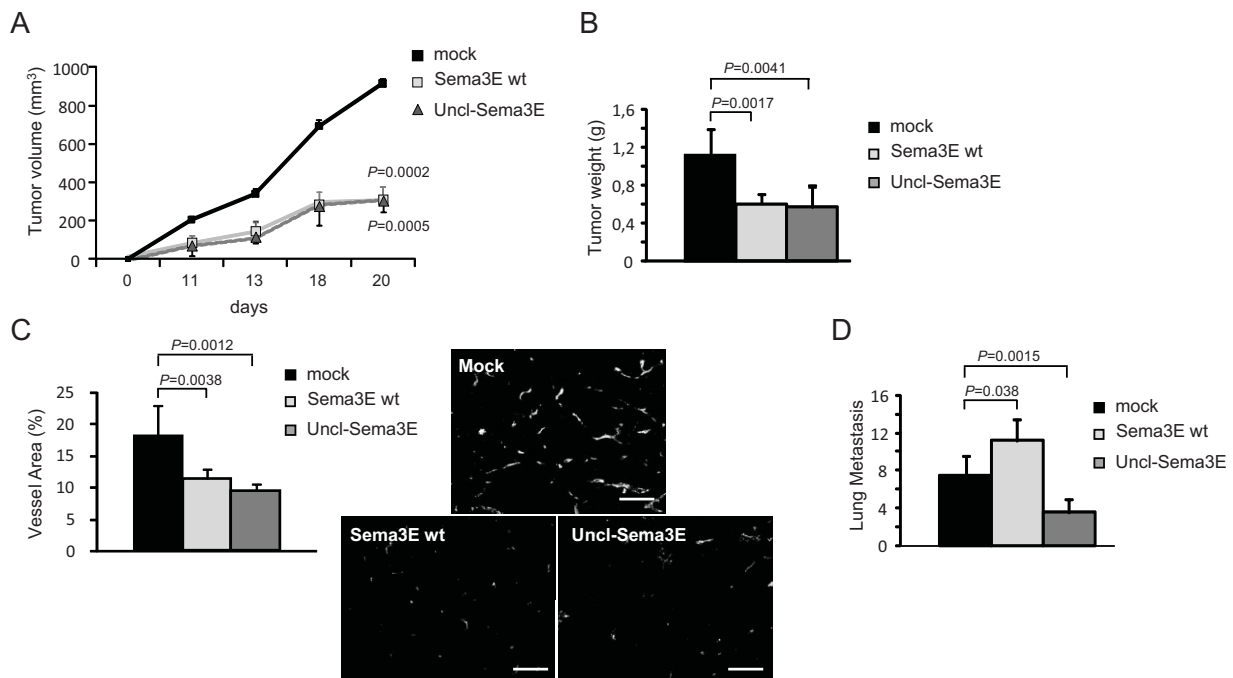 A
mock
Sema3E wt
Uncl-Sema3E
Tumor volume (mm³)
1000
800
600
400
200
0
P=0.0002
P=0.0005
0 11 13 18 20
days
B
P=0.0041
P=0.0017
mock
Sema3E wt
Uncl-Sema3E
Tumor weight (g)
1,6
1,2
0,8
0,4
0
C
P=0.0012
P=0.0038
mock
Sema3E wt
Uncl-Sema3E
Vessel Area (%)
25
20
15
10
5
0
Mock
Sema3E wt
Uncl-Sema3E
D
P=0.0015
P=0.038
mock
Sema3E wt
Uncl-Sema3E
Lung Metastasis
16
12
8
4
0